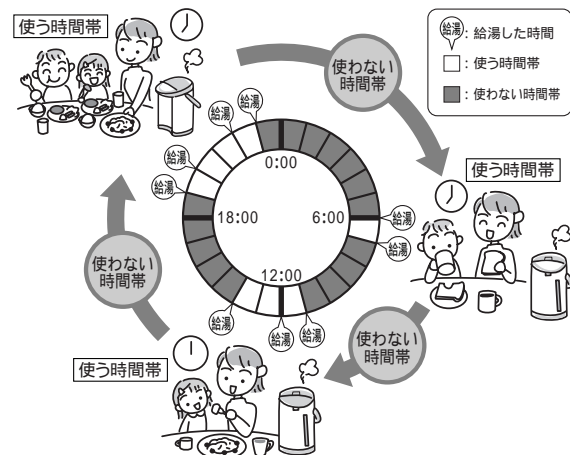 使う時間帯
使わない
時間帯
給湯
: 給湯した時間
: 使う時間帯
: 使わない時間帯
給湯
給湯
給湯
給湯
0:00
18:00
6:00
12:00
給湯
給湯
給湯
給湯
給湯
使う時間帯
使わない
時間帯
使わない
時間帯
使う時間帯